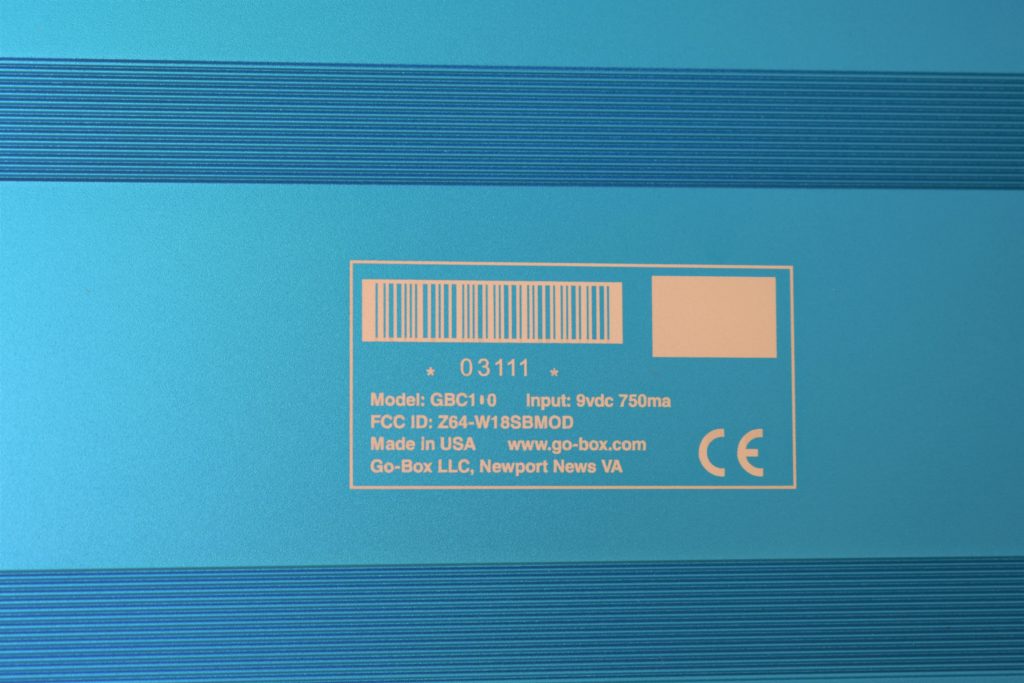 * 03111 *
Model: Input: 9vdc 750ma
FCC ID: Z64-W18SBMOD
Made in USA www.go-box.com
Go-Box LLC, Newport News VA
CE